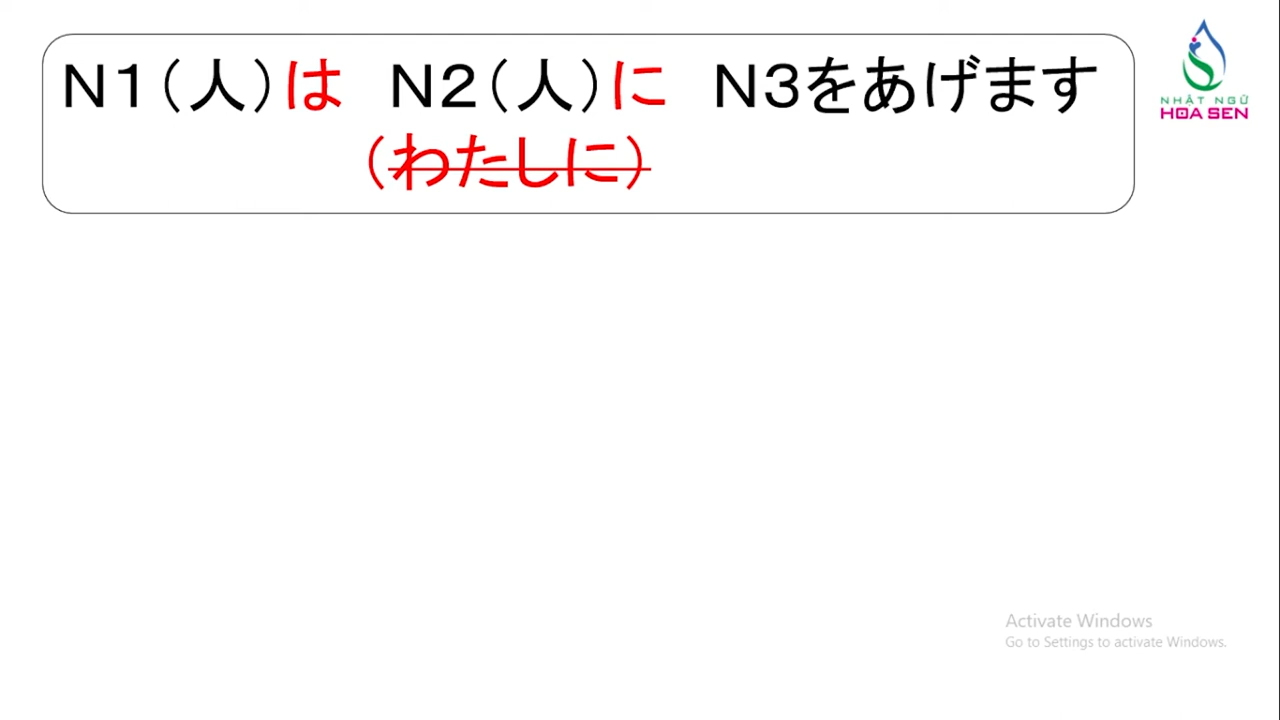 N1(人)は N2(人)に N3をあげます
(わたしに)
NHẬT NGỮ
HOA SEN
Activate Windows
Go to Settings to activate Windows.